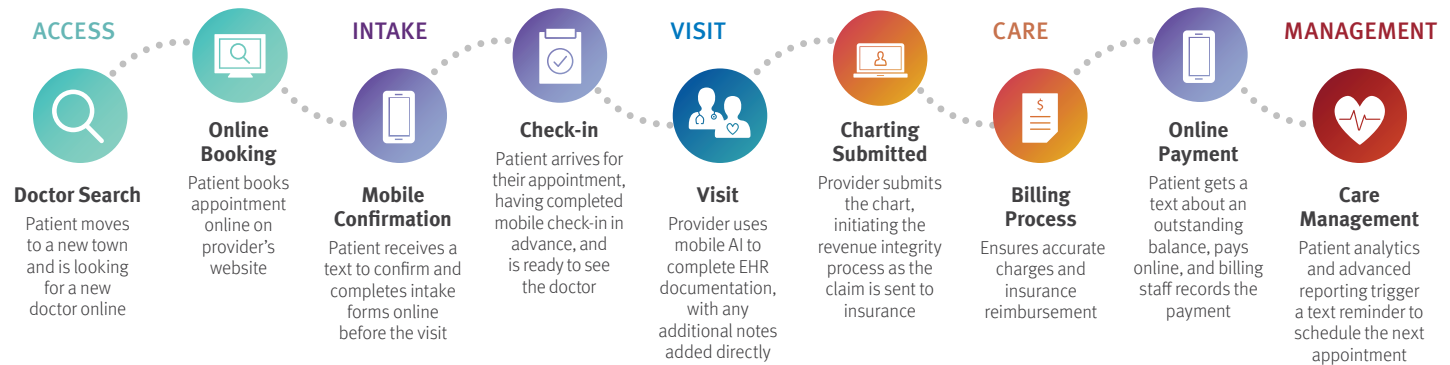 ACCESS
INTAKE
VISIT
CARE
MANAGEMENT
Doctor Search
Patient moves
to a new town
and is looking
for a new
doctor online
Online
Booking
Patient books
appointment
online on
provider's
website
Mobile
Confirmation
Patient receives a
text to confirm and
completes intake
forms online
before the visit
Check-in
Patient arrives for
their appointment,
having completed
mobile check-in in
advance, and
is ready to see
the doctor
Visit
Provider uses
mobile AI to
complete EHR
documentation,
with any
additional notes
added directly
Charting
Submitted
Provider submits
the chart,
initiating the
revenue integrity
process as the
claim is sent to
insurance
$
Billing
Process
Ensures accurate
charges and
insurance
reimbursement
Online
Payment
Patient gets a
text about an
outstanding
balance, pays
online, and billing
staff records the
payment
Care
Management
Patient analytics
and advanced
reporting trigger
a text reminder to
schedule the next
appointment